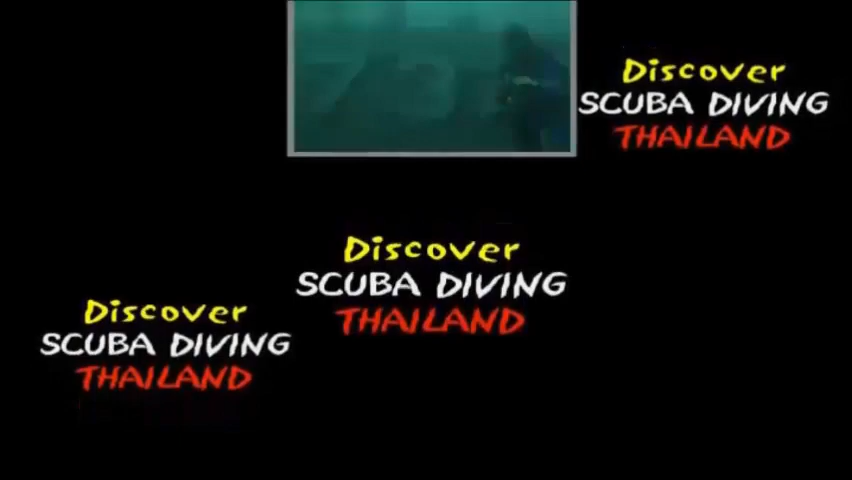 Discover
SCUBA DIVING
THAILAND
Discover
SCUBA DIVING
THAILAND
Discover
SCUBA DIVING
THAILAND